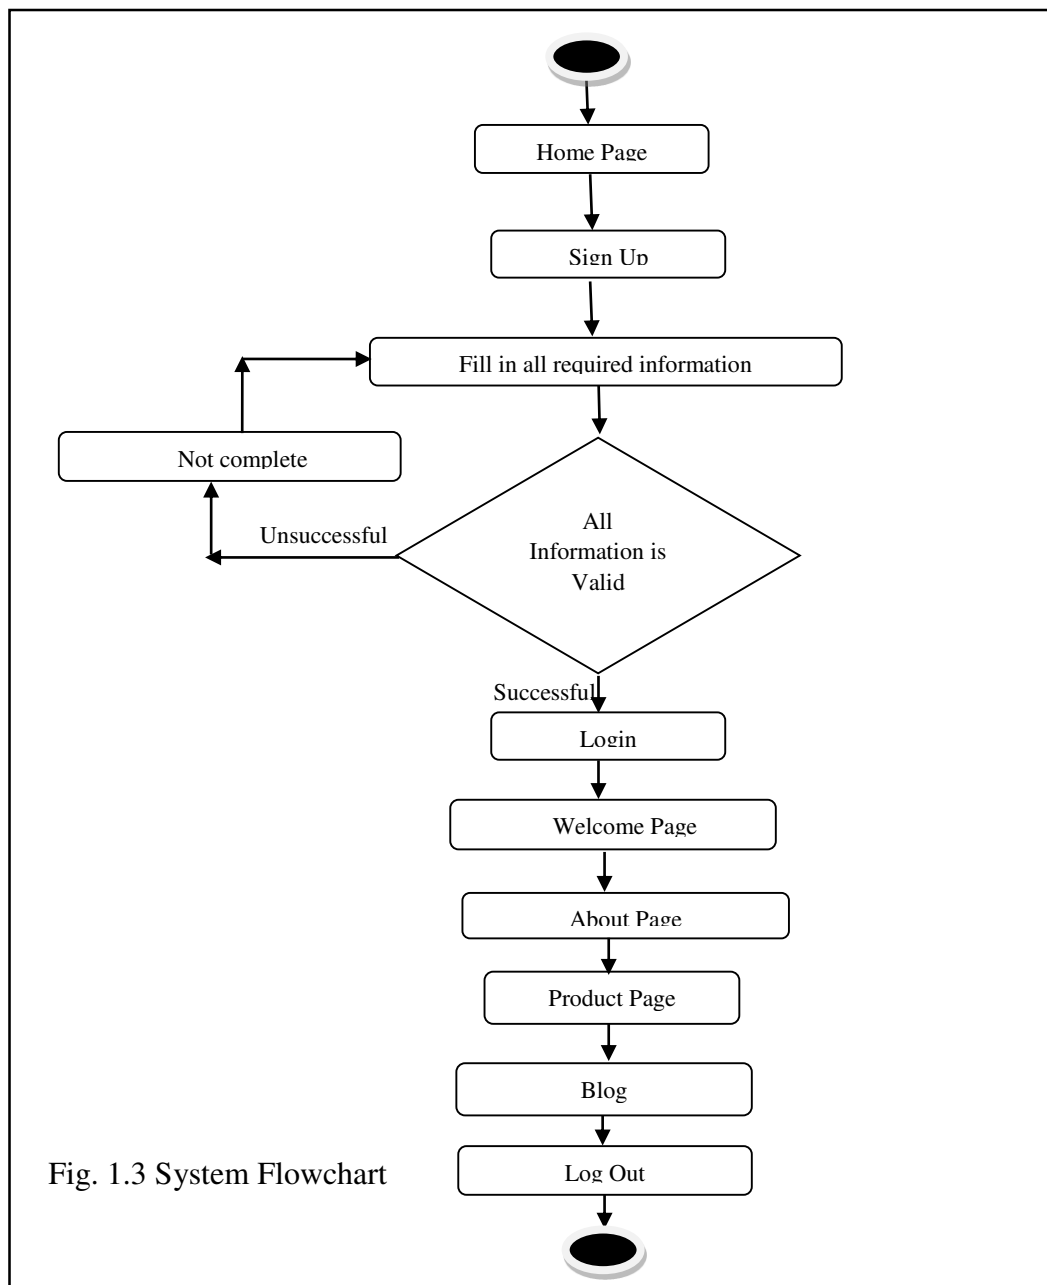 Home Page
Sign Up
Fill in all required information
Not complete
Unsuccessful
All
Information is
Valid
Successful
Login
Welcome Page
About Page
Product Page
Blog
Log Out
Fig. 1.3 System Flowchart